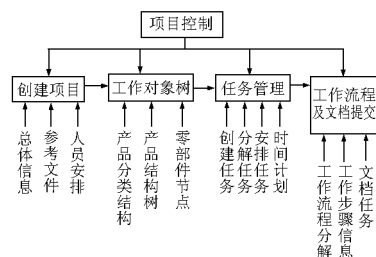 项目控制
创建项目
工作对象树
任务管理
工作流程
及文档提交
总体信息
参考文件
人员安排
产品分类结构
产品结构树
零部件节点
创建任务
分解任务
安排任务
时间计划
工作流程分解
工作步骤信息
文档任务